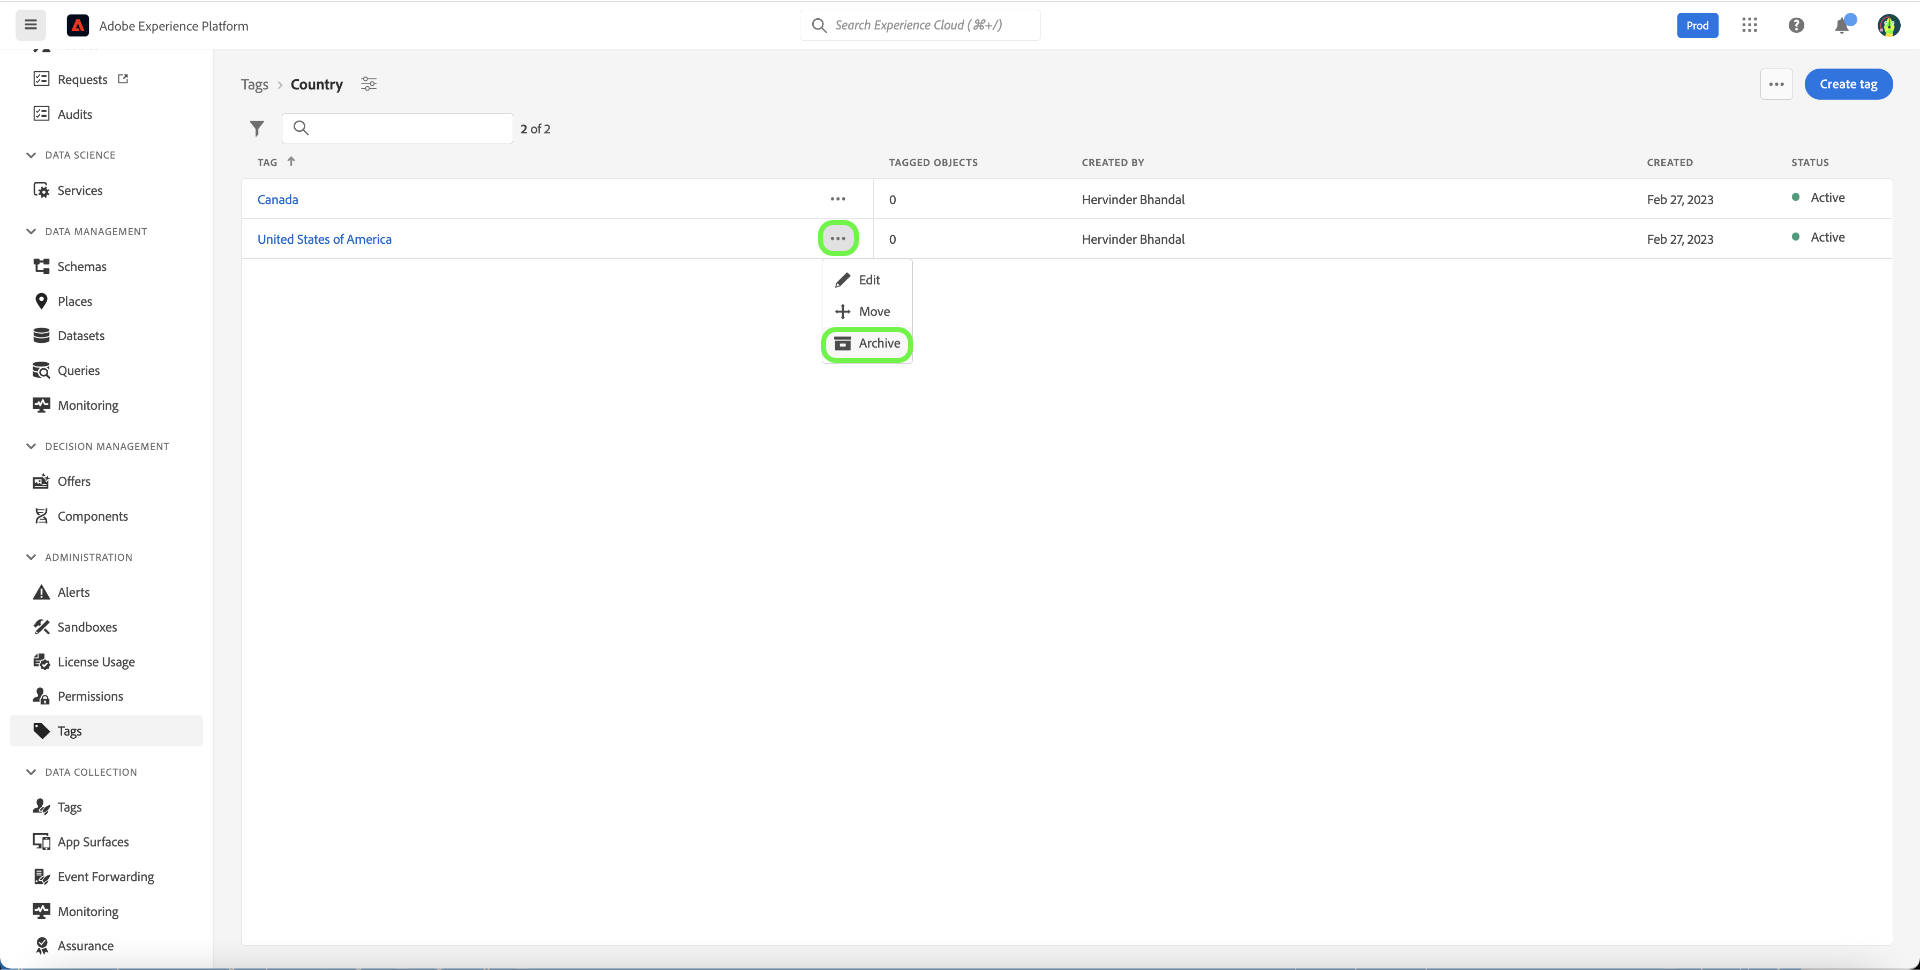 Adobe Experience Platform
Search Experience Cloud (⌘+/)
Prod
Requests
Audits
DATA SCIENCE
Services
DATA MANAGEMENT
Schemas
Places
Datasets
Queries
Monitoring
DECISION MANAGEMENT
Offers
Components
ADMINISTRATION
Alerts
Sandboxes
License Usage
Permissions
Tags
DATA COLLECTION
Tags
App Surfaces
Event Forwarding
Monitoring
Assurance
Tags › Country
Create tag
2 of 2
TAG TAGGED OBJECTS CREATED BY CREATED STATUS
Canada 0 Hervinder Bhandal Feb 27, 2023 Active
United States of America 0 Hervinder Bhandal Feb 27, 2023 Active
Edit
Move
Archive